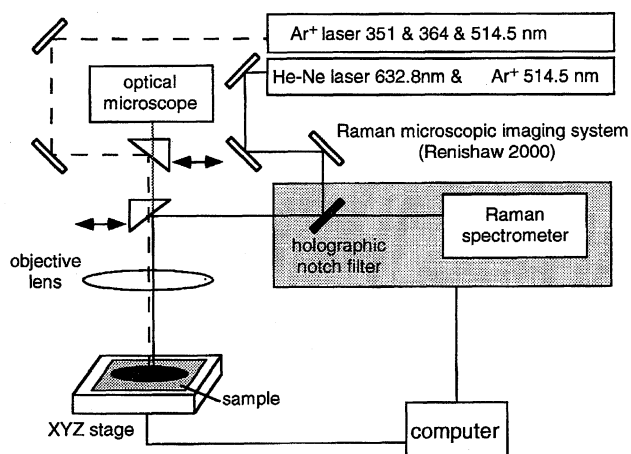 Ar⁺ laser 351 & 364 & 514.5 nm
He-Ne laser 632.8nm & Ar⁺ 514.5 nm
optical
microscope
Raman microscopic imaging system
(Renishaw 2000)
Raman
spectrometer
holographic
notch filter
objective
lens
sample
XYZ stage
computer